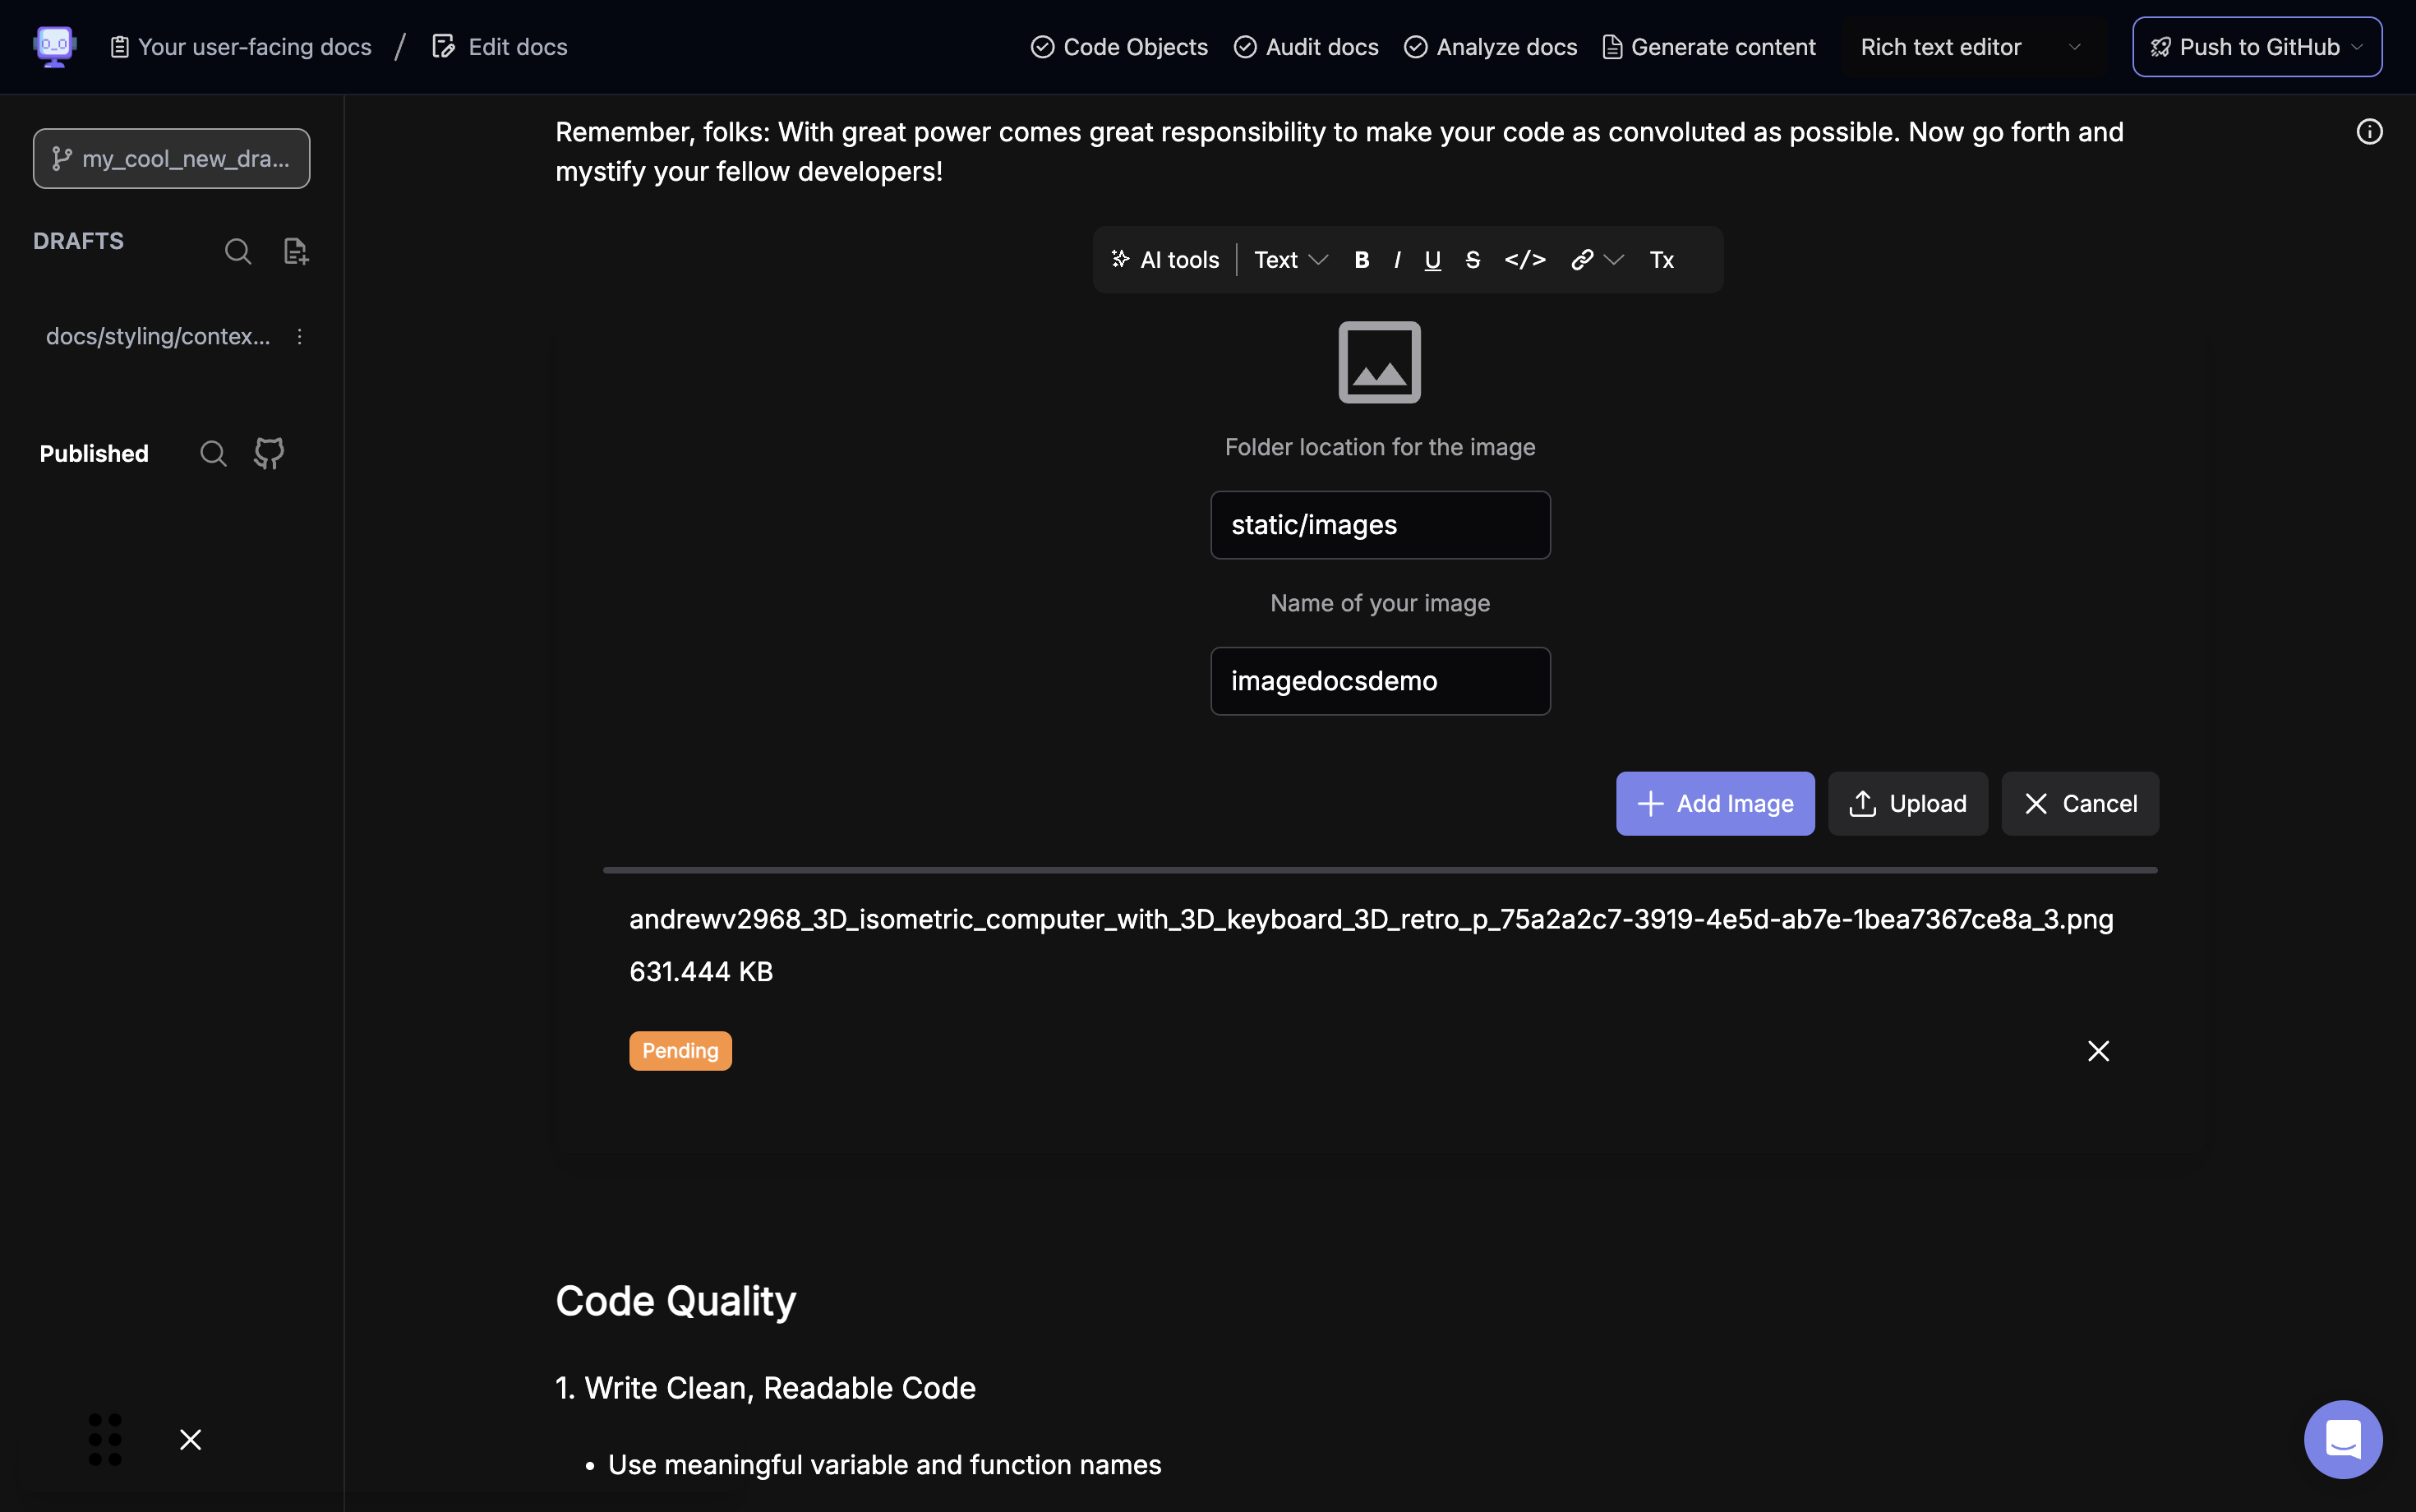 Your user-facing docs / Edit docs
Code Objects Audit docs Analyze docs Generate content Rich text editor Push to GitHub
my_cool_new_dra...
DRAFTS
docs/styling/contex...
Published
Remember, folks: With great power comes great responsibility to make your code as convoluted as possible. Now go forth and
mystify your fellow developers!
AI tools Text B I U S </> Tx
Folder location for the image
static/images
Name of your image
imagedocsdemo
Add Image Upload Cancel
andrewv2968_3D_isometric_computer_with_3D_keyboard_3D_retro_p_75a2a2c7-3919-4e5d-ab7e-1bea7367ce8a_3.png
631.444 KB
Pending
Code Quality
1. Write Clean, Readable Code
• Use meaningful variable and function names